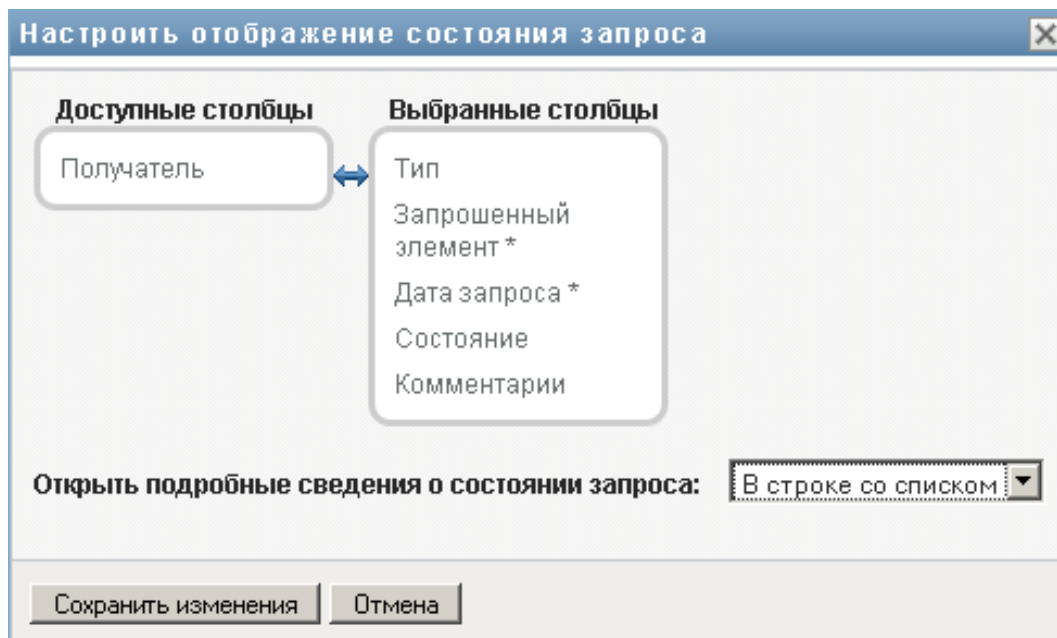 Настроить отображение состояния запроса
Доступные столбцы
Получатель
Выбранные столбцы
Тип
Запрошенный
элемент *
Дата запроса *
Состояние
Комментарии
Открыть подробные сведения о состоянии запроса:
В строке со списком
Сохранить изменения
Отмена